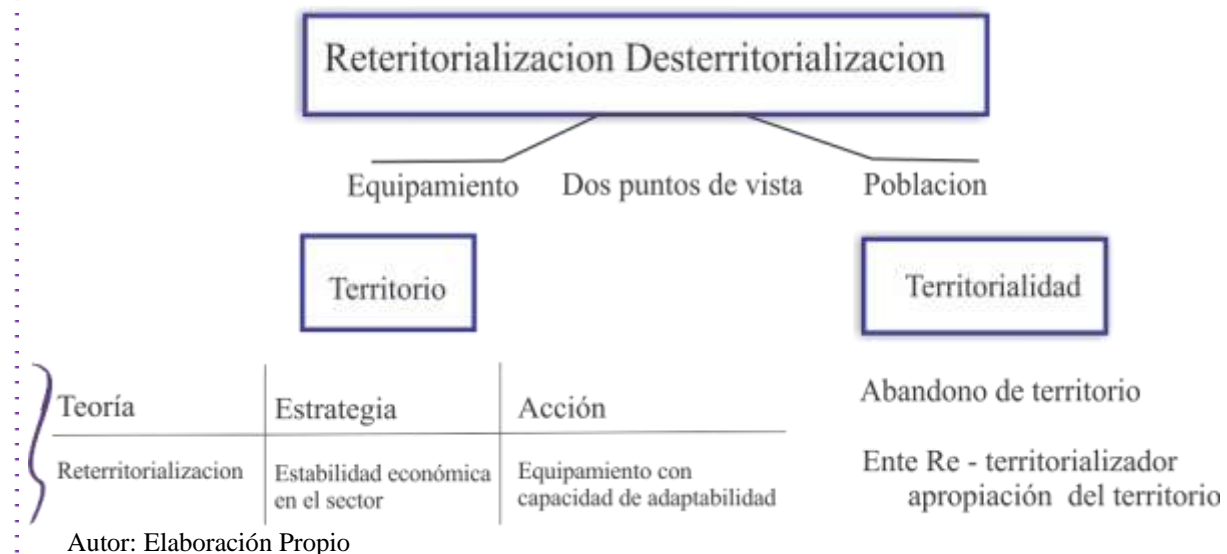 Reteritorializacion Desterritorializacion
Equipamiento Dos puntos de vista Poblacion
Territorio
Territorialidad
Teoría Estrategia Acción
Reterritorializacion Estabilidad económica Equipamiento con
en el sector capacidad de adaptabilidad
Abandono de territorio
Ente Re - territorializador
apropiación del territorio
Autor: Elaboración Propio